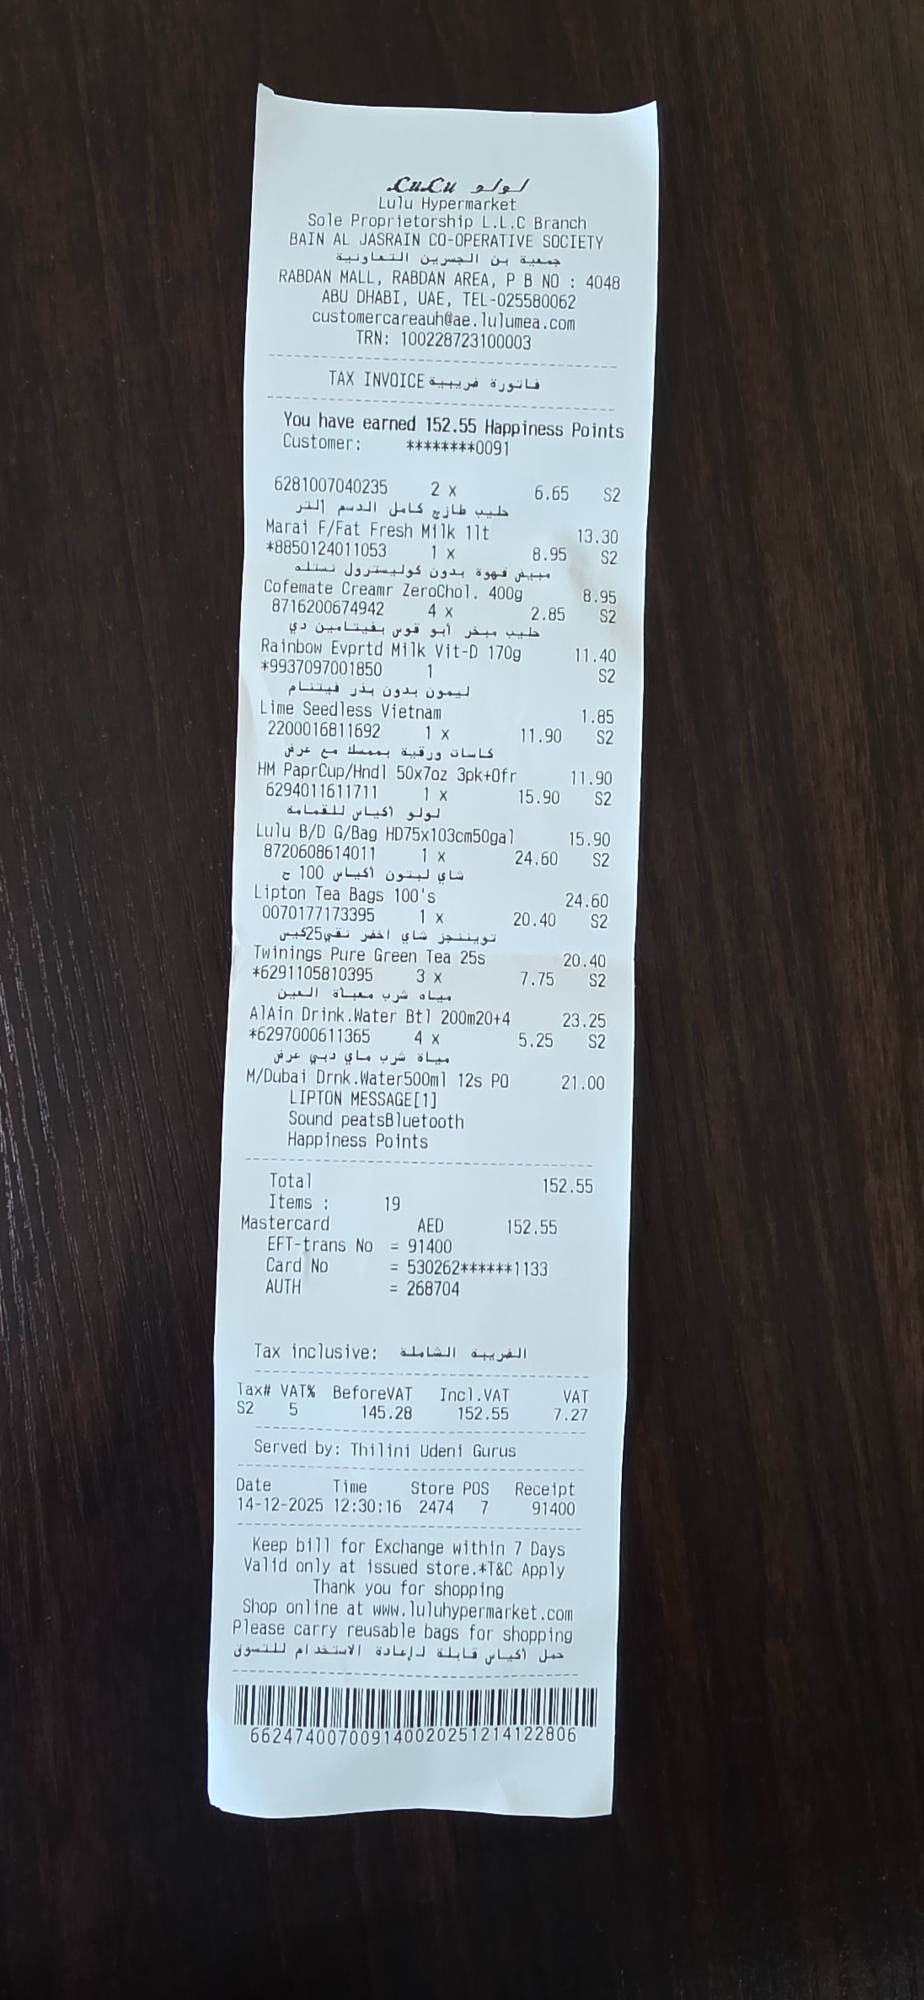 LuLu لولو
Lulu Hypermarket
Sole Proprietorship L.L.C Branch
BAIN AL JASRAIN CO-OPERATIVE SOCIETY
جمعية بن الجسرين التعاونية
RABDAN MALL, RABDAN AREA, P B NO : 4048
ABU DHABI, UAE, TEL-025580062
customercareauh@ae.lulumea.com
TRN: 100228723100003
TAX INVOICE فاتورة ضريبية
You have earned 152.55 Happiness Points
Customer: ********0091
6281007040235 2 x 6.65 S2
حليب طازج كامل الدسم 1لتر
Marai F/Fat Fresh Milk 1lt 13.30
*8850124011053 1 x 8.95 S2
مبيض قهوة بدون كوليسترول نستله
Cofemate Creamr ZeroChol. 400g 8.95
8716200674942 4 x 2.85 S2
حليب مبخر أبو قوس بفيتامين دي
Rainbow Evprtd Milk Vit-D 170g 11.40
*9937097001850 1 S2
ليمون بدون بذر فيتنام
Lime Seedless Vietnam 1.85
2200016811692 1 x 11.90 S2
كاسات ورقية بممسك مع عرض
HM PaprCup/Hndl 50x7oz 3pk+Ofr 11.90
6294011611711 1 x 15.90 S2
لولو اكياس للقمامة
Lulu B/D G/Bag HD75x103cm50gal 15.90
8720608614011 1 x 24.60 S2
شاي ليبتون اكياس 100 ح
Lipton Tea Bags 100's 24.60
0070177173395 1 x 20.40 S2
تويننجز شاي اخضر نقي25كيس
Twinings Pure Green Tea 25s 20.40
*6291105810395 3 x 7.75 S2
مياه شرب معباة العين
AlAin Drink.Water Btl 200m20+4 23.25
*6297000611365 4 x 5.25 S2
مياة شرب ماي دبي عرض
M/Dubai Drnk.Water500ml 12s PO 21.00
LIPTON MESSAGE[1]
Sound peatsBluetooth
Happiness Points
Total 152.55
Items : 19
Mastercard AED 152.55
EFT-trans No = 91400
Card No = 530262******1133
AUTH = 268704
Tax inclusive: الضريبة الشاملة
Tax# VAT% BeforeVAT Incl.VAT VAT
S2 5 145.28 152.55 7.27
Served by: Thilini Udeni Gurus
Date Time Store POS Receipt
14-12-2025 12:30:16 2474 7 91400
Keep bill for Exchange within 7 Days
Valid only at issued store.*T&C Apply
Thank you for shopping
Shop online at www.luluhypermarket.com
Please carry reusable bags for shopping
حمل اكياس قابلة لإعادة الاستخدام للتسوق
66247400700914002025121412280​6